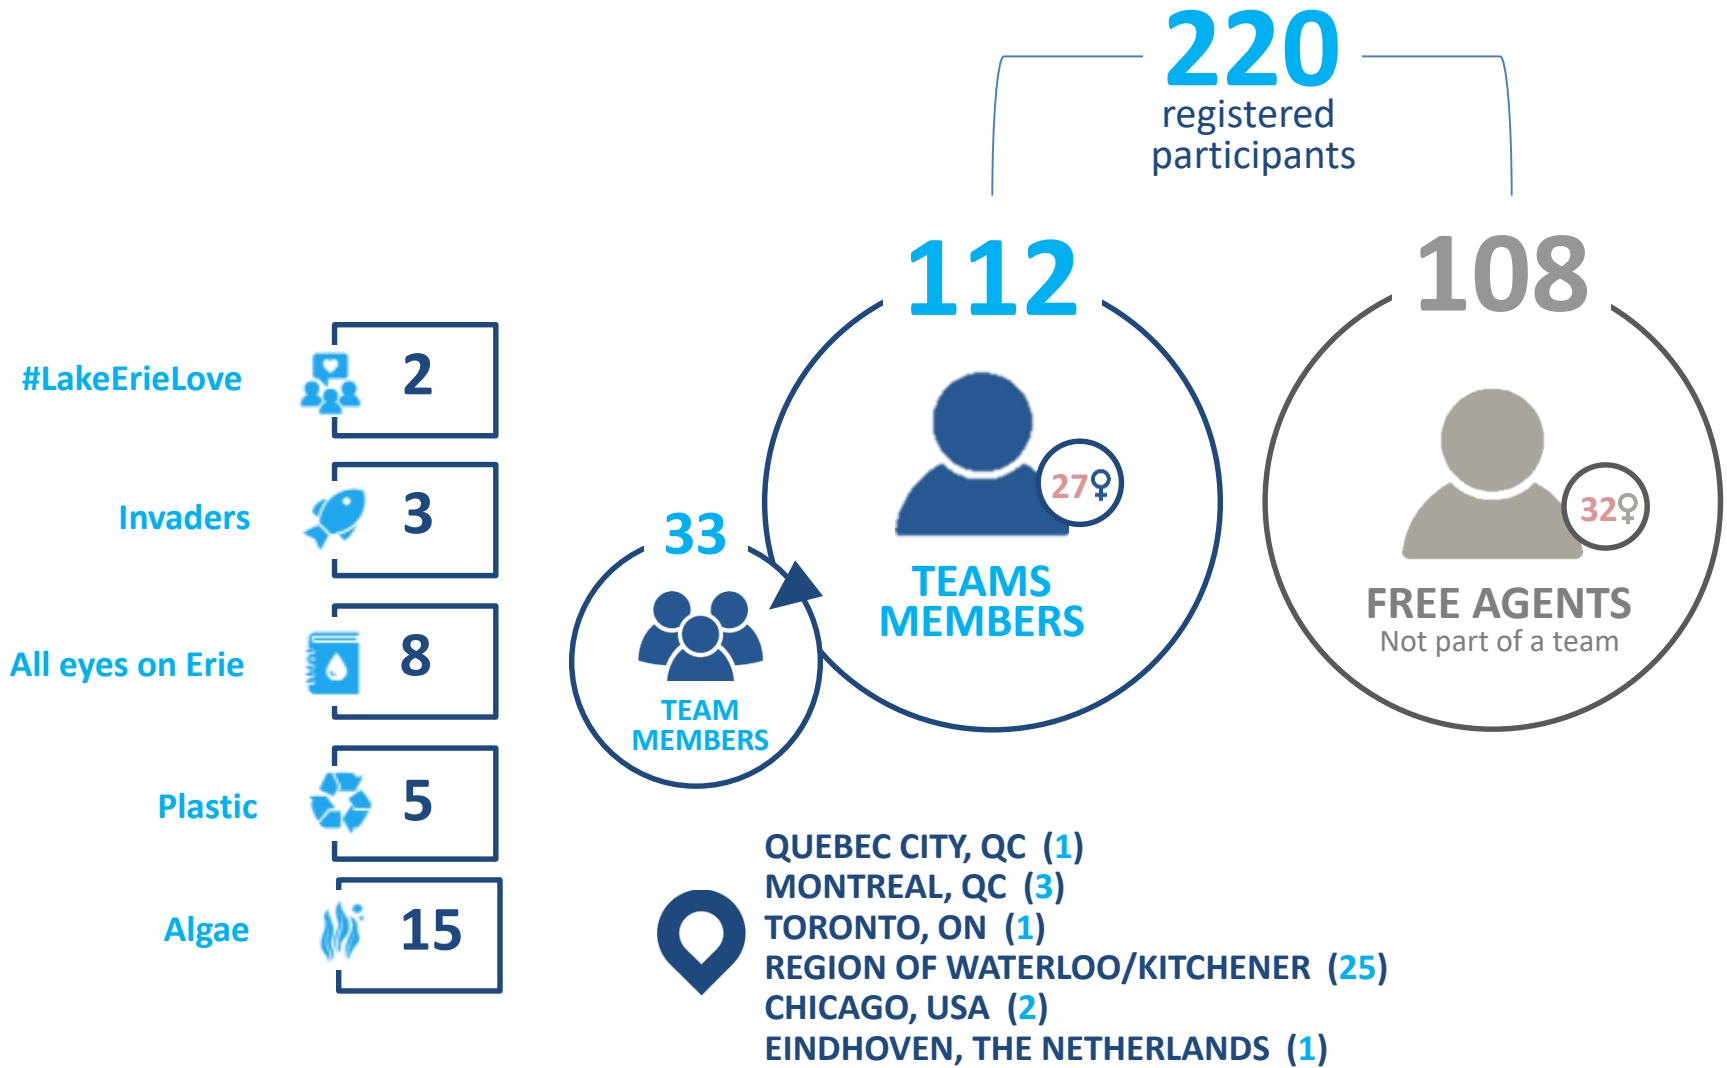 220
registered
participants
112
27
TEAMS
MEMBERS
108
32
FREE AGENTS
Not part of a team
33
TEAM
MEMBERS
#LakeErieLove 2
Invaders 3
All eyes on Erie 8
Plastic 5
Algae 15
QUEBEC CITY, QC (1)
MONTREAL, QC (3)
TORONTO, ON (1)
REGION OF WATERLOO/KITCHENER (25)
CHICAGO, USA (2)
EINDHOVEN, THE NETHERLANDS (1)